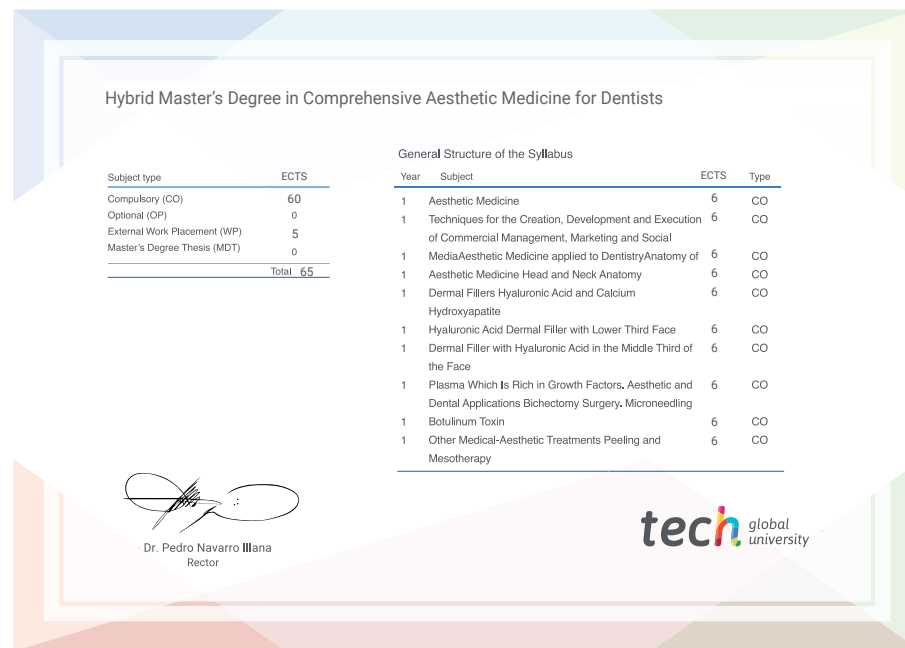 Hybrid Master's Degree in Comprehensive Aesthetic Medicine for Dentists
Subject type ECTS
Compulsory (CO) 60
Optional (OP) 0
External Work Placement (WP) 5
Master's Degree Thesis (MDT) 0
Total 65
General Structure of the Syllabus
Year Subject ECTS Type
1 Aesthetic Medicine 6 CO
1 Techniques for the Creation, Development and Execution 6 CO
of Commercial Management, Marketing and Social
1 MediaAesthetic Medicine applied to DentistryAnatomy of 6 CO
1 Aesthetic Medicine Head and Neck Anatomy 6 CO
1 Dermal Fillers Hyaluronic Acid and Calcium 6 CO
Hydroxyapatite
1 Hyaluronic Acid Dermal Filler with Lower Third Face 6 CO
1 Dermal Filler with Hyaluronic Acid in the Middle Third of 6 CO
the Face
1 Plasma Which Is Rich in Growth Factors. Aesthetic and 6 CO
Dental Applications Bichectomy Surgery. Microneedling
1 Botulinum Toxin 6 CO
1 Other Medical-Aesthetic Treatments Peeling and 6 CO
Mesotherapy
Dr. Pedro Navarro Illana
Rector
tech global
university